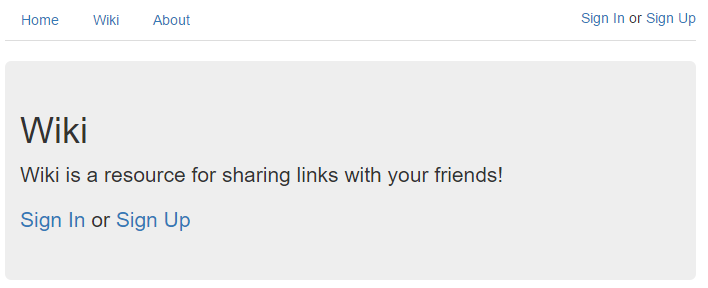 Home Wiki About Sign In or Sign Up
Wiki
Wiki is a resource for sharing links with your friends!
Sign In or Sign Up